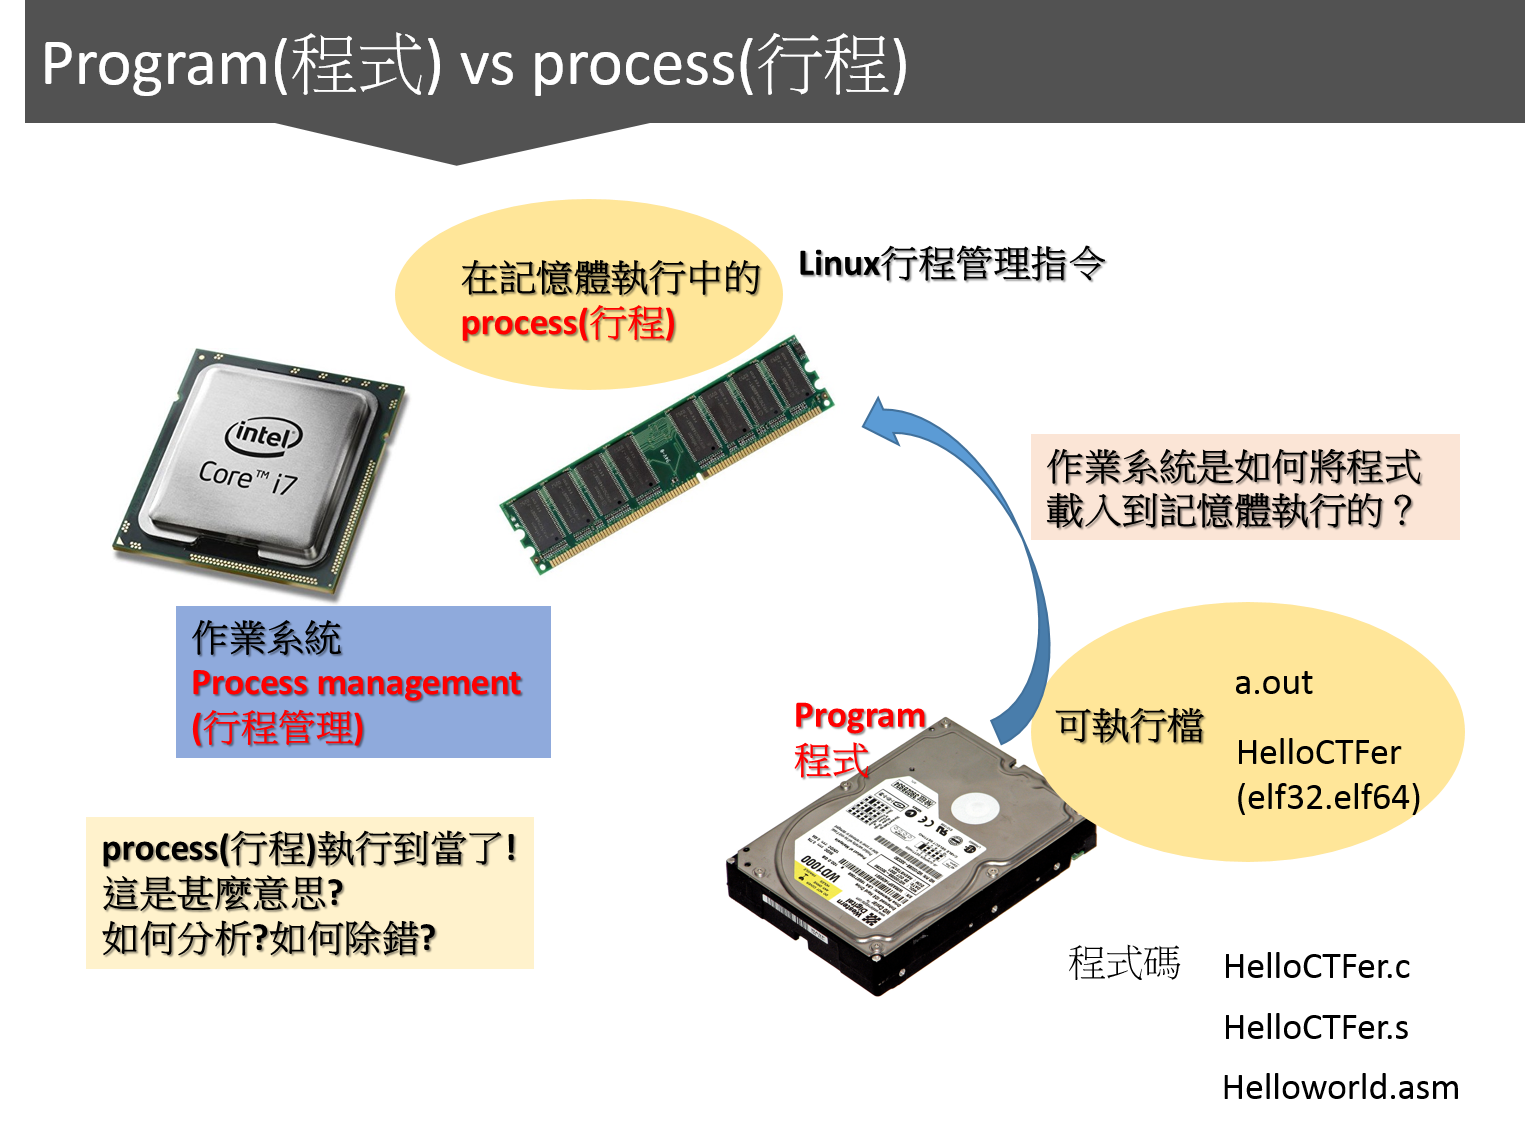 Program(程式) vs process(行程)
在記憶體執行中的
process(行程)
Linux行程管理指令
intel
Core™ i7
作業系統是如何將程式
載入到記憶體執行的？
作業系統
Process management
(行程管理)
a.out
可執行檔
HelloCTFer
(elf32.elf64)
Program
程式
WD1000
Western
Digital
process(行程)執行到當了!
這是甚麼意思?
如何分析?如何除錯?
程式碼
HelloCTFer.c
HelloCTFer.s
Helloworld.asm